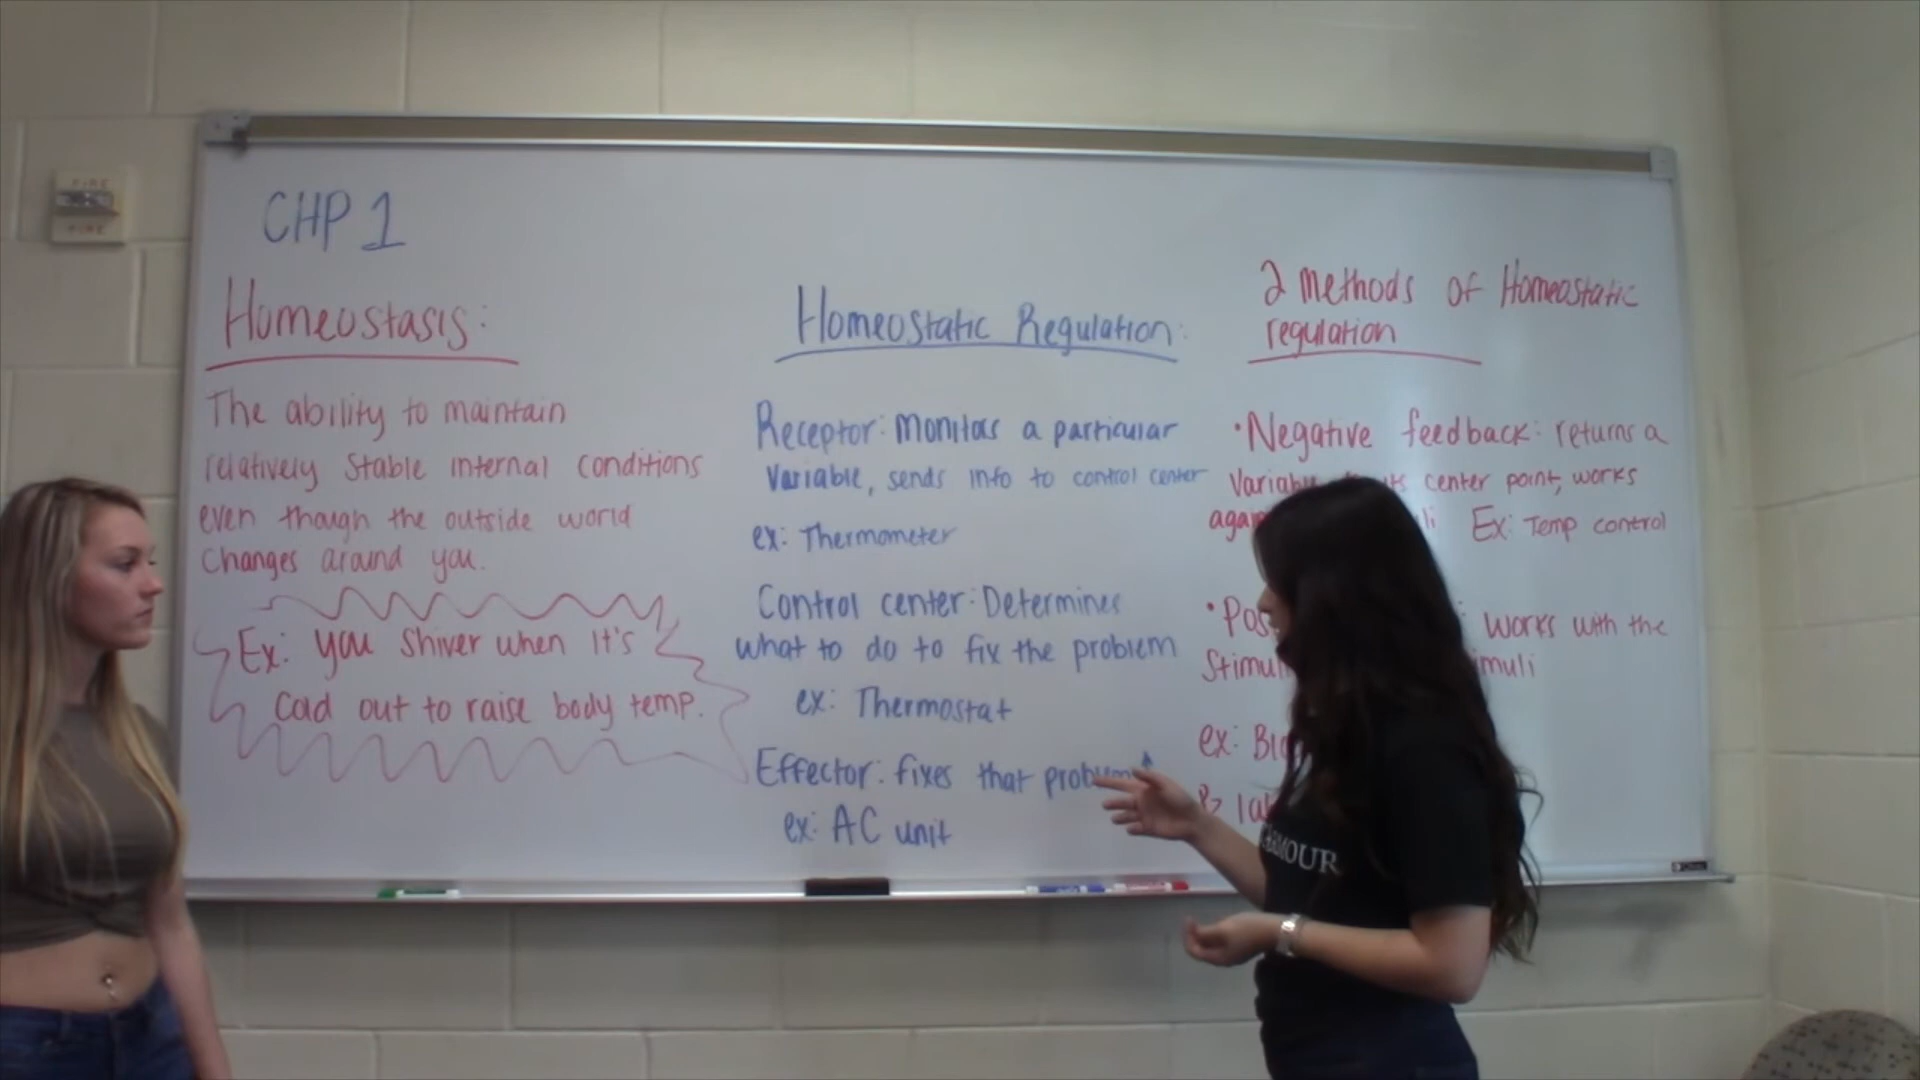 CHP 1
Homeostasis:
The ability to maintain
relatively stable internal conditions
even though the outside world
changes around you.
Ex: you shiver when it's
cold out to raise body temp.
Homeostatic Regulation:
Receptor: Monitors a particular
variable, sends info to control center
ex: Thermometer
Control center: Determines
what to do to fix the problem
ex: Thermostat
Effector: fixes that problem
ex: AC unit
2 methods of Homeostatic
regulation
• Negative feedback: returns a
center point, works
Ex: Temp control
works with the
ex: